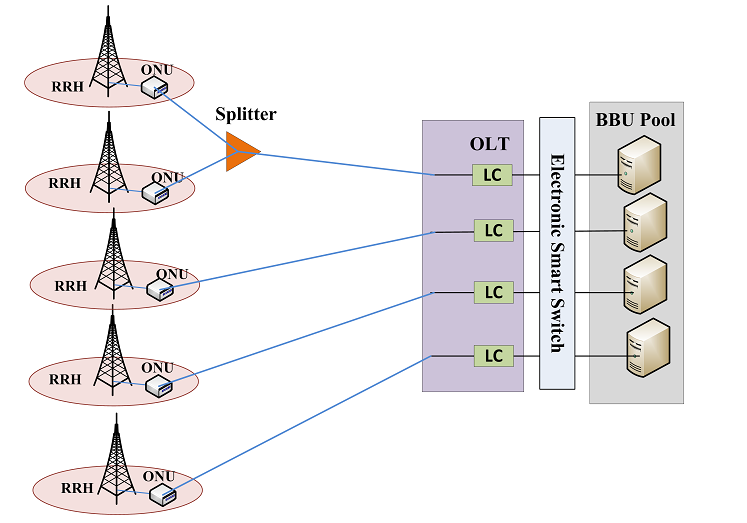 ONU
RRH
Splitter
ONU
RRH
ONU
RRH
ONU
RRH
ONU
RRH
OLT
LC
LC
LC
LC
Electronic Smart Switch
BBU Pool